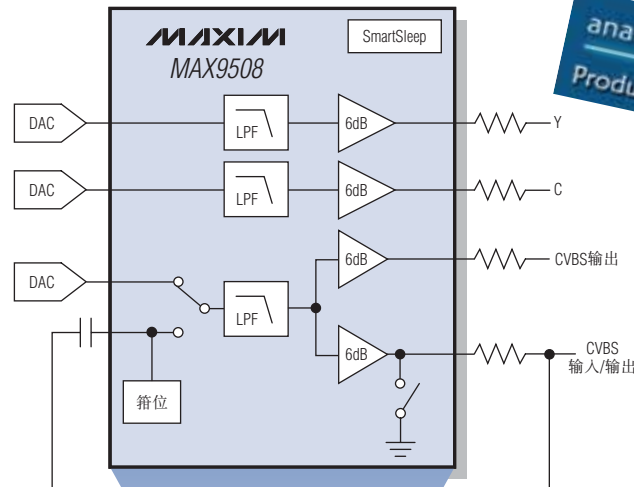 MAXIM
SmartSleep
MAX9508
DAC
LPF
6dB
Y
DAC
LPF
6dB
C
DAC
LPF
6dB
CVBS输出
6dB
CVBS
输入/输出
箝位
ana
Produ